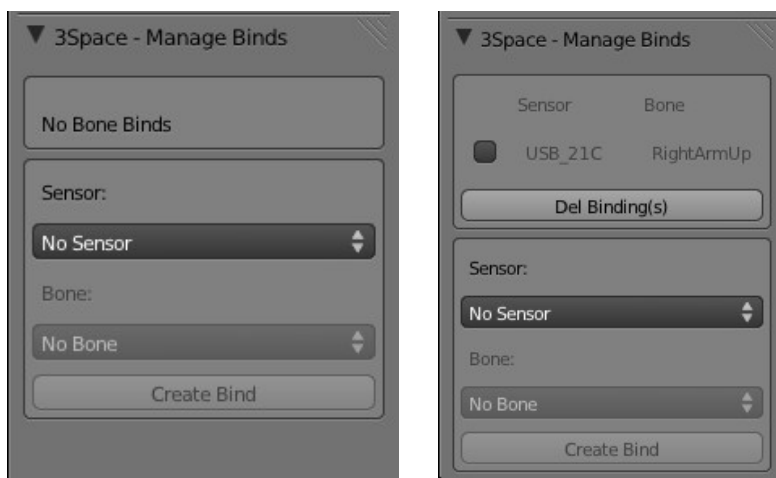 3Space - Manage Binds
No Bone Binds
Sensor:
No Sensor
Bone:
No Bone
Create Bind
3Space - Manage Binds
Sensor Bone
USB_21C RightArmUp
Del Binding(s)
Sensor:
No Sensor
Bone:
No Bone
Create Bind